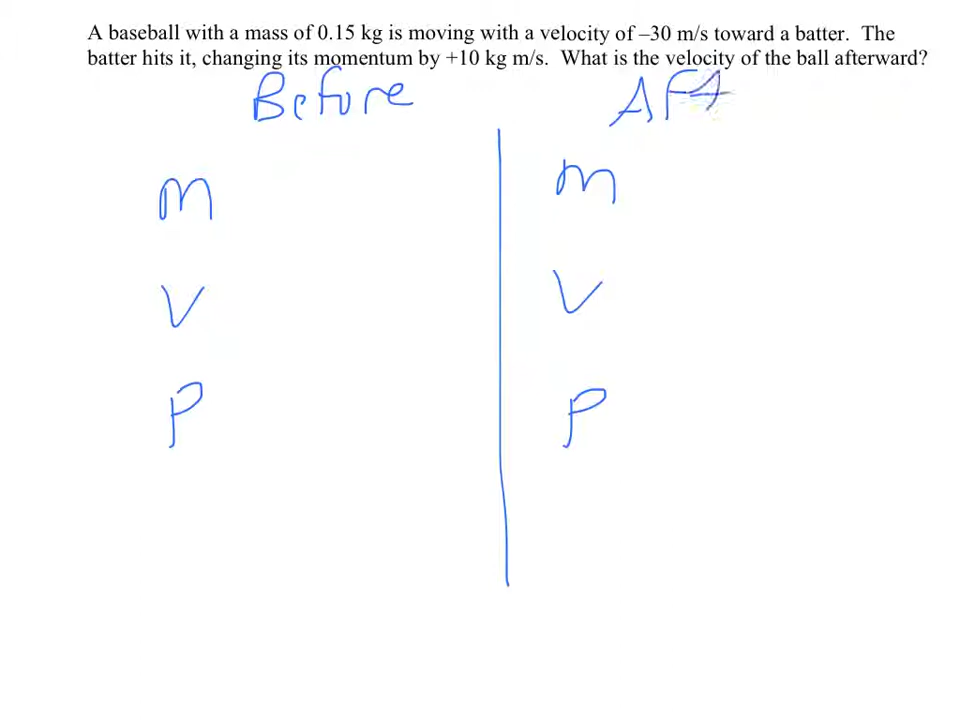 A baseball with a mass of 0.15 kg is moving with a velocity of –30 m/s toward a batter. The
batter hits it, changing its momentum by +10 kg m/s. What is the velocity of the ball afterward?
Before AFt
m m
V V
P P